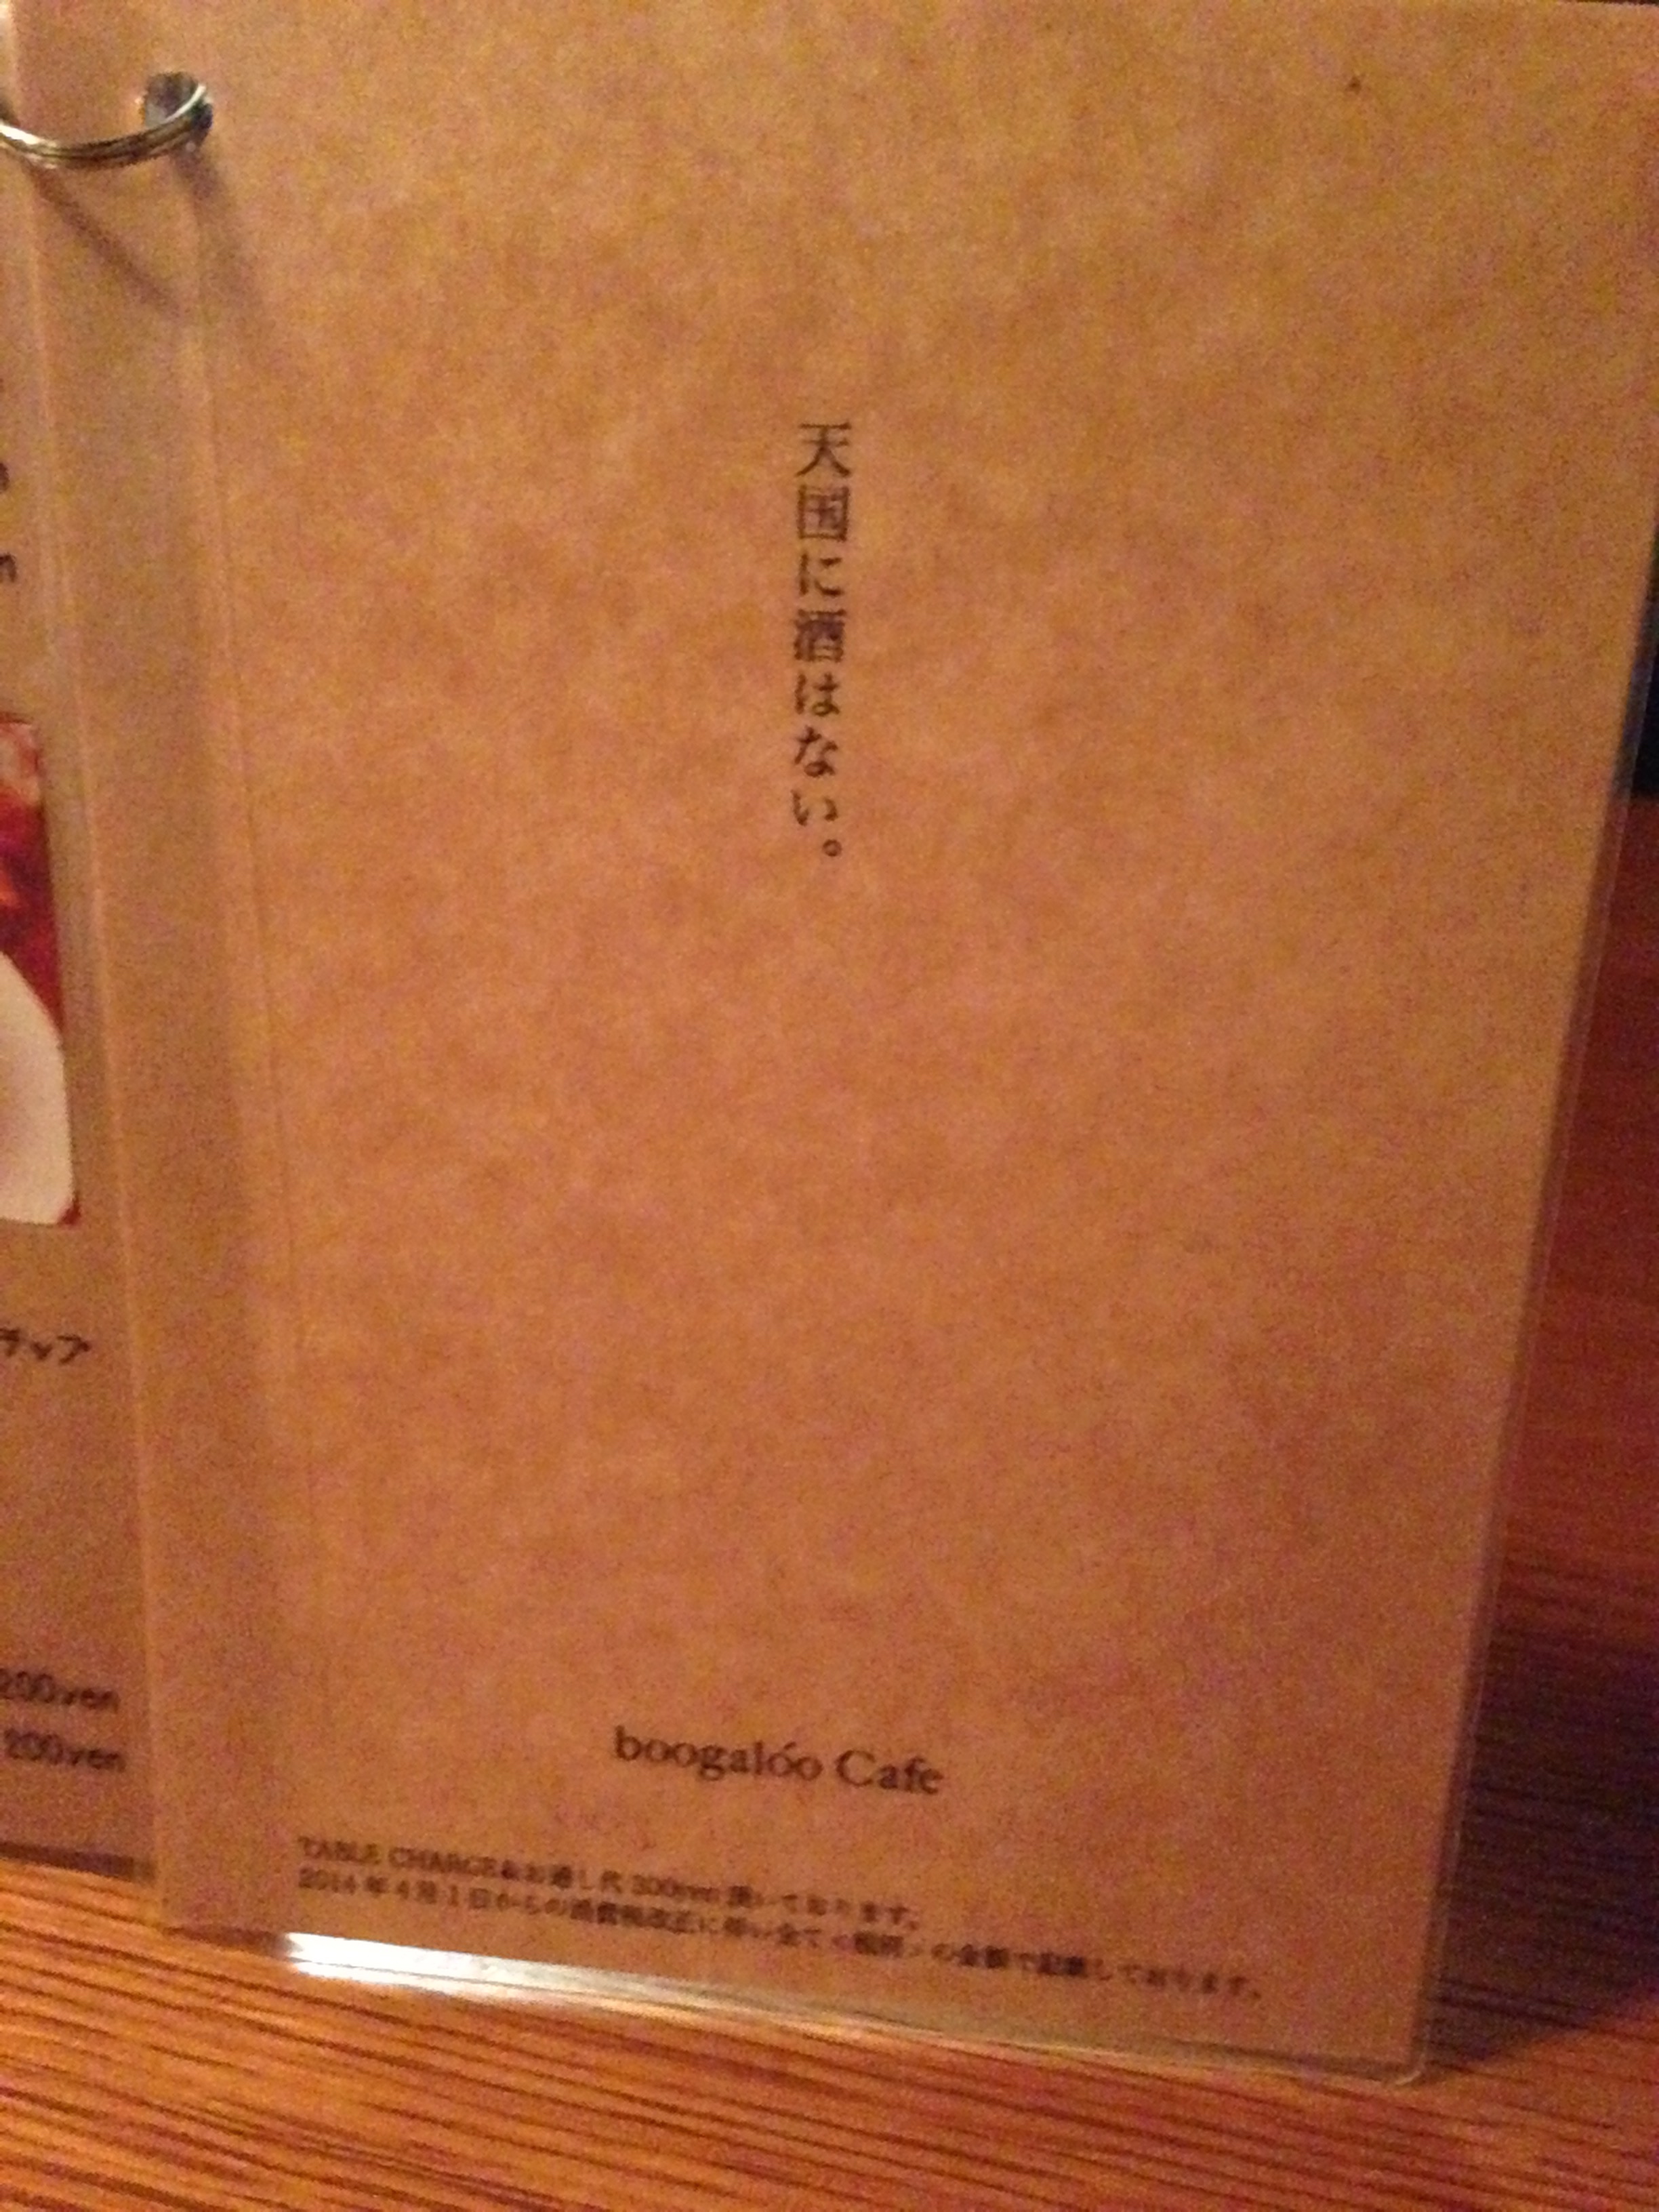 天国に酒はない。
チップ
200yen
200yen
boogalóo Cafe
TABLE CHARGE&お通し代 300yen 頂いております。
2014年4月1日からの消費税改正に伴い全て<税別>の金額で記載しております。